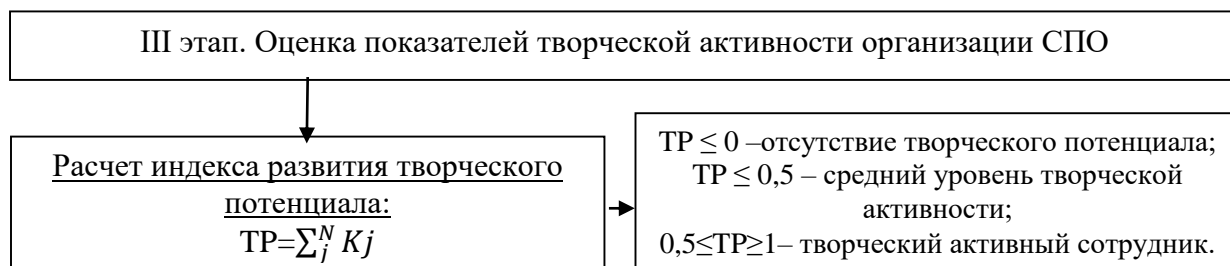 III этап. Оценка показателей творческой активности организации СПО
Расчет индекса развития творческого
потенциала:
TP=∑_j^N Kj
TP ≤ 0 –отсутствие творческого потенциала;
TP ≤ 0,5 – средний уровень творческой
активности;
0,5≤TP≥1– творческий активный сотрудник.